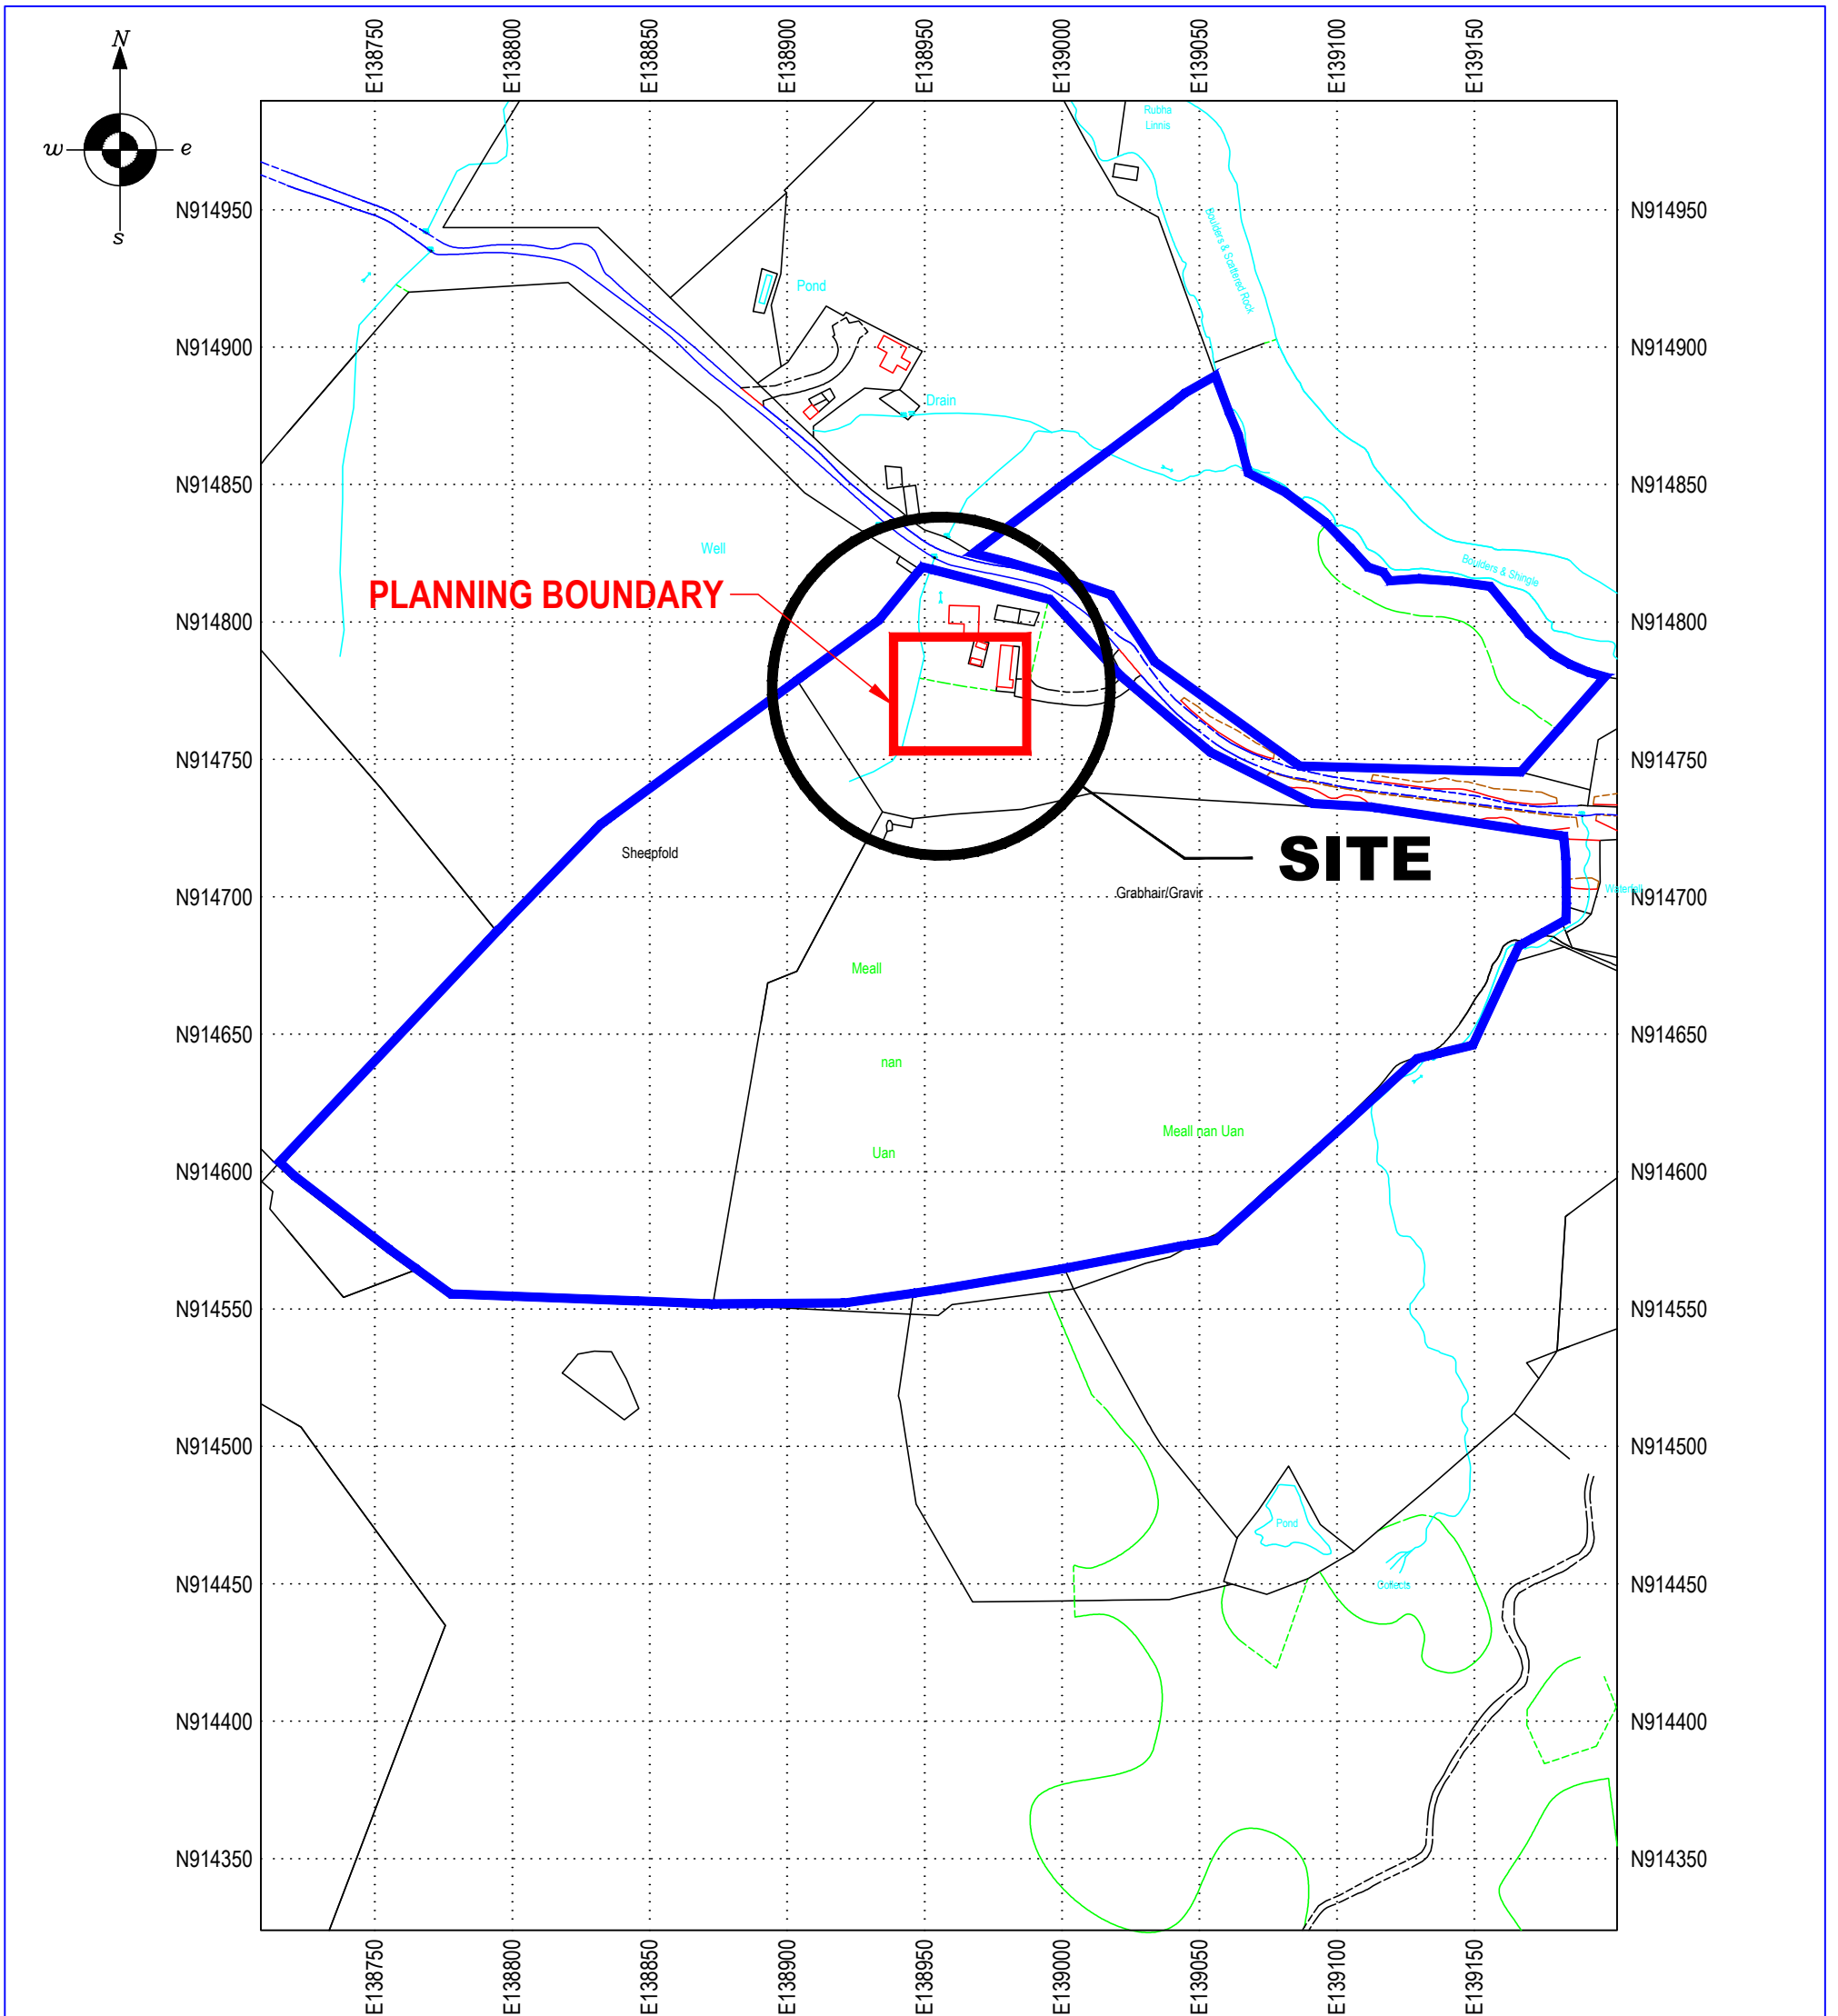 E138750 E138800 E138850 E138900 E138950 E139000 E139050 E139100 E139150
N
w e
s
Rubha
Linnis
N914950 N914950
Boulders & Scattered Rock
Pond
N914900 N914900
Drain
N914850 N914850
Well
Boulders & Shingle
PLANNING BOUNDARY
N914800 N914800
N914750 N914750
Sheepfold
SITE
Grabhair/Gravir
Waterfall
N914700 N914700
Meall
N914650 N914650
nan
Meall nan Uan
Uan
N914600 N914600
N914550 N914550
N914500 N914500
Pond
N914450 N914450
Collects
N914400 N914400
N914350 N914350
E138750 E138800 E138850 E138900 E138950 E139000 E139050 E139100 E139150